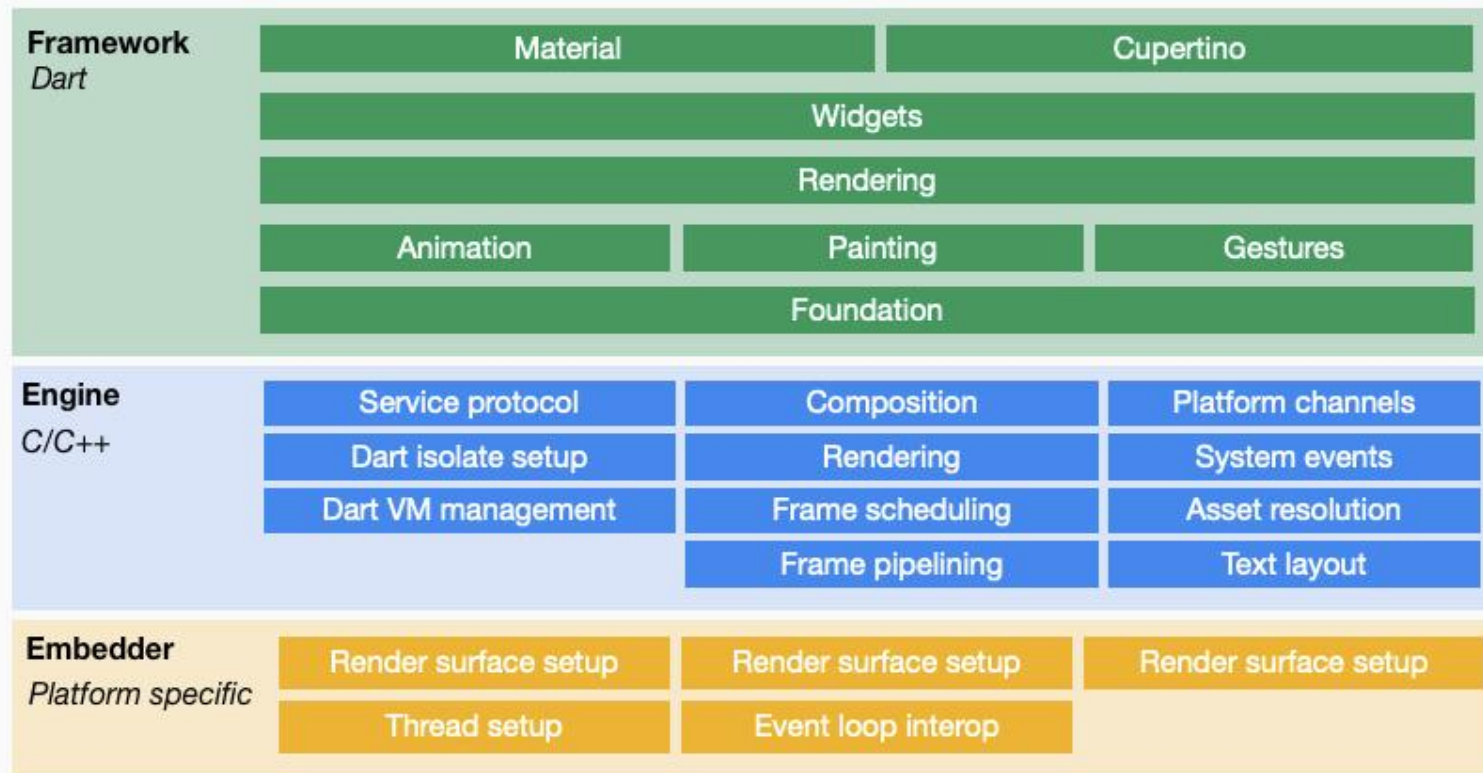 Framework
Dart
Material
Cupertino
Widgets
Rendering
Animation
Painting
Gestures
Foundation
Engine
C/C++
Service protocol
Composition
Platform channels
Dart isolate setup
Rendering
System events
Dart VM management
Frame scheduling
Asset resolution
Frame pipelining
Text layout
Embedder
Platform specific
Render surface setup
Render surface setup
Render surface setup
Thread setup
Event loop interop